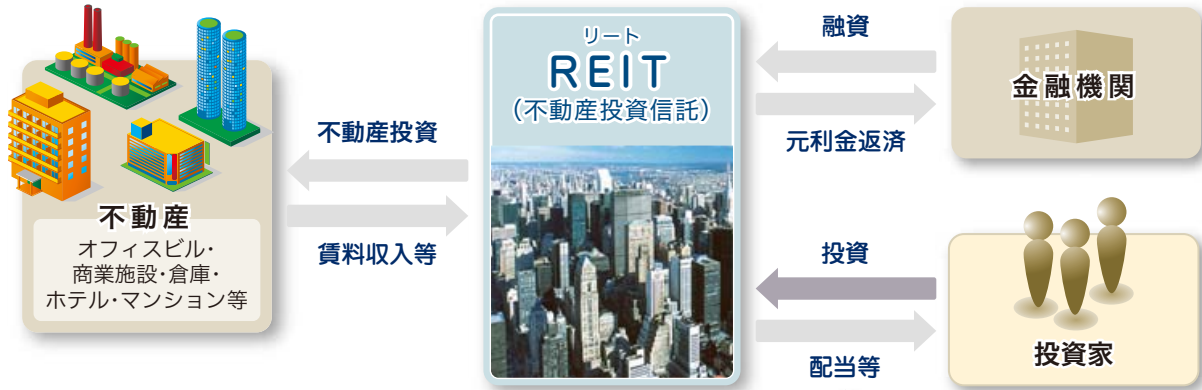 不動産
オフィスビル・
商業施設・倉庫・
ホテル・マンション等
不動産投資
賃料収入等
リート
REIT
(不動産投資信託)
融資
元利金返済
金融機関
投資
配当等
投資家